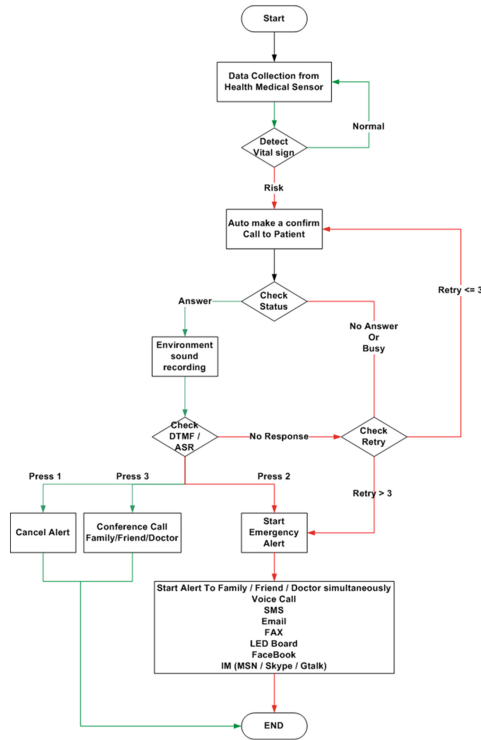 Start
Data Collection from
Health Medical Sensor
Normal
Detect
Vital sign
Risk
Auto make a confirm
Call to Patient
Retry <= 3
Answer
Check
Status
No Answer
Or
Busy
Environment
sound
recording
Check
DTMF /
ASR
No Response
Check
Retry
Press 1
Press 3
Press 2
Retry > 3
Cancel Alert
Conference Call
Family/Friend/Doctor
Start
Emergency
Alert
Start Alert To Family / Friend / Doctor simultaneously
Voice Call
SMS
Email
FAX
LED Board
FaceBook
IM (MSN / Skype / Gtalk)
END